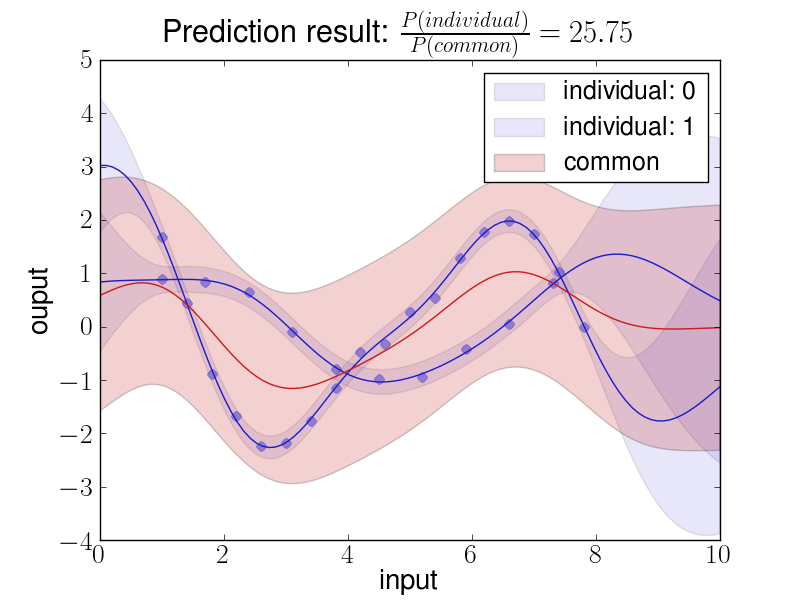 Prediction result: P(individual)/P(common) = 25.75
5
4
3
2
1
0
−1
−2
−3
−4
0 2 4 6 8 10
input
ouput
individual: 0
individual: 1
common